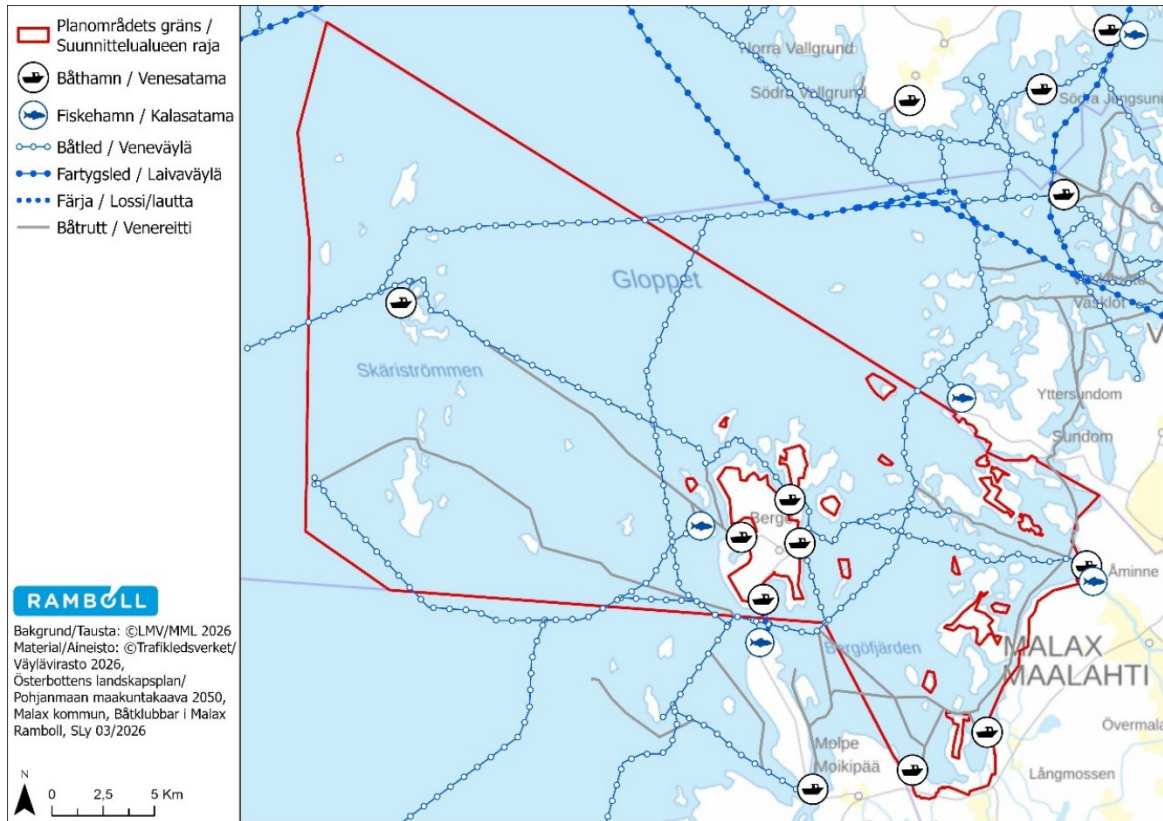 Planområdets gräns /
Suunnittelualueen raja
Båthamn / Venesatama
Fiskehamn / Kalasatama
Båtled / Veneväylä
Fartygsled / Laivaväylä
Färja / Lossi/lautta
Båtrutt / Venereitti
RAMBOLL
Bakgrund/Tausta: ©LMV/MML 2026
Material/Aineisto: ©Trafikledsverket/
Väylävirasto 2026,
Österbottens landskapsplan/
Pohjanmaan maakuntakaava 2050,
Malax kommun, Båtklubbar i Malax
Ramboll, SLy 03/2026
N
0 2,5 5 Km
Norra Vallgrund
Södra Vallgrund
Södra Jungsund
Gloppet
Vasklot
V
Skäriströmmen
Yttersundom
Sundom
Bergö
Åminne
Bergöfjärden
MALAX
MAALAHTI
Övermala
Molpe
Moikipää
Långmossen